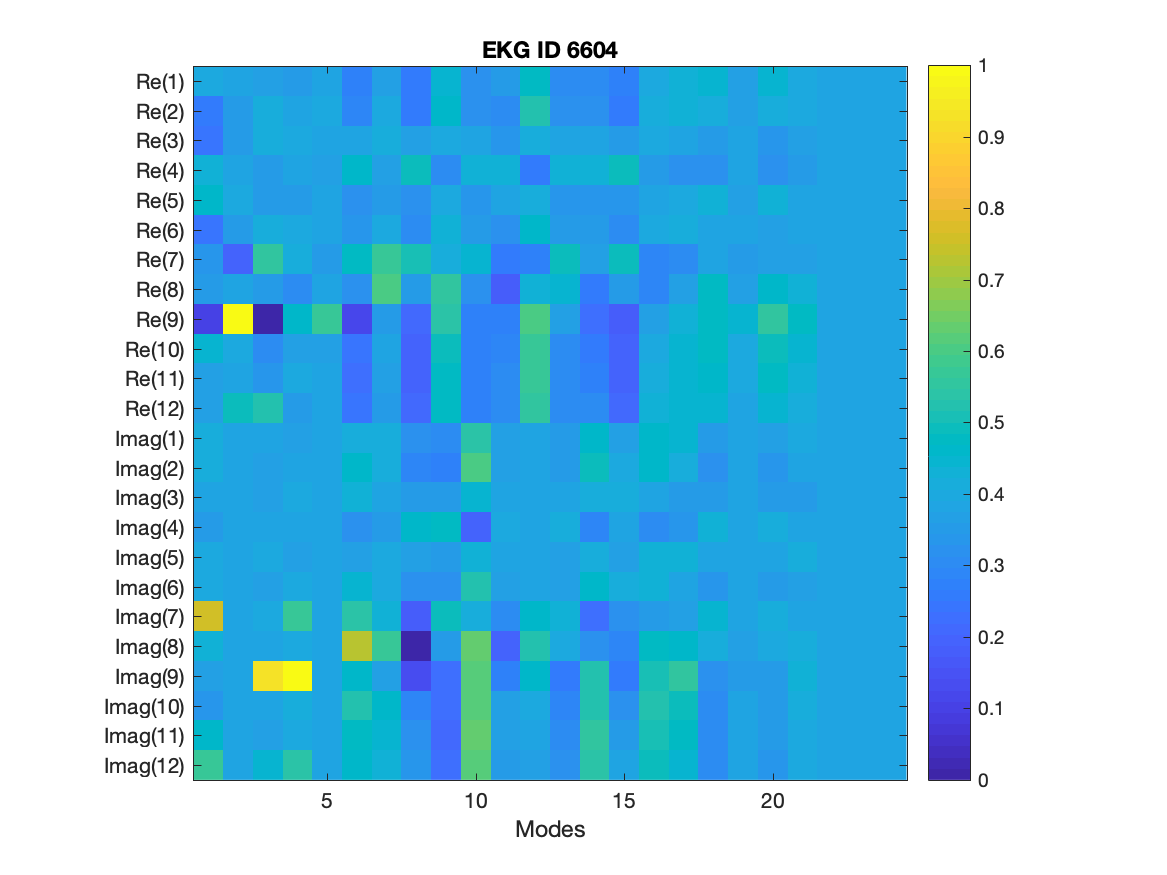 EKG ID 6604
Re(1)
Re(2)
Re(3)
Re(4)
Re(5)
Re(6)
Re(7)
Re(8)
Re(9)
Re(10)
Re(11)
Re(12)
Imag(1)
Imag(2)
Imag(3)
Imag(4)
Imag(5)
Imag(6)
Imag(7)
Imag(8)
Imag(9)
Imag(10)
Imag(11)
Imag(12)
5 10 15 20
Modes
1
0.9
0.8
0.7
0.6
0.5
0.4
0.3
0.2
0.1
0